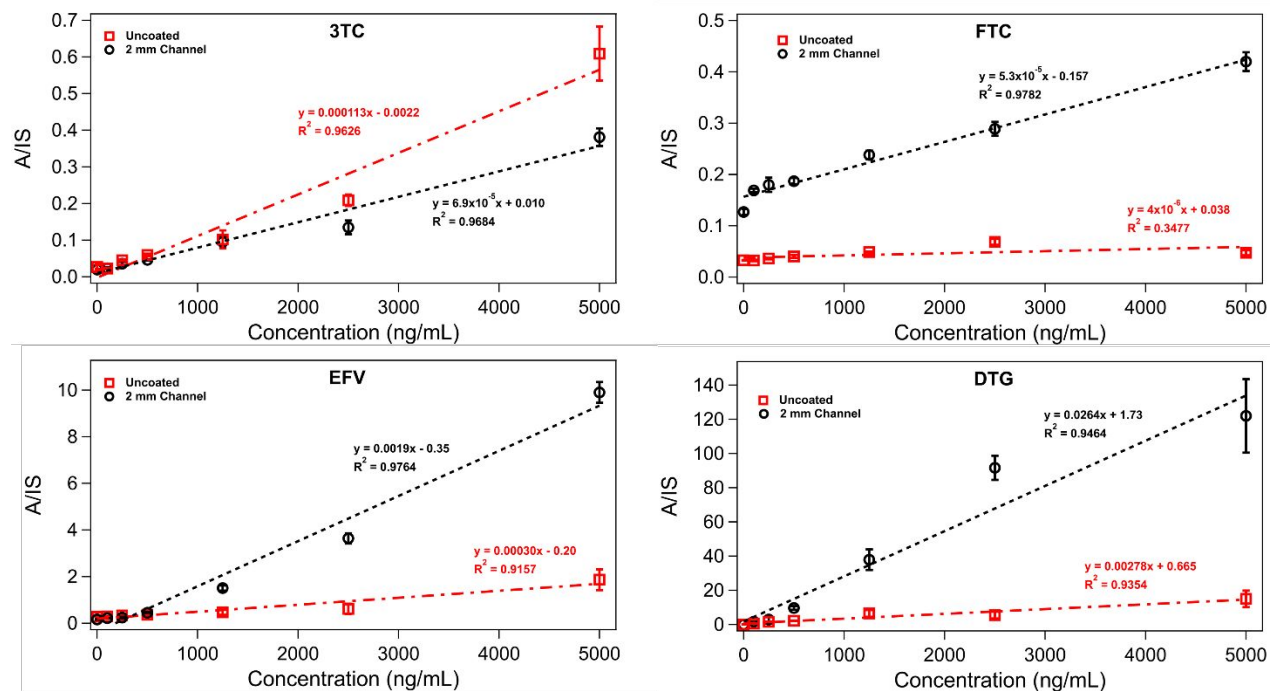 3TC
Uncoated
2 mm Channel
y = 0.000113x - 0.0022
R² = 0.9626
y = 6.9x10⁻⁵x + 0.010
R² = 0.9684
A/IS
0.7
0.6
0.5
0.4
0.3
0.2
0.1
0.0
0 1000 2000 3000 4000 5000
Concentration (ng/mL)
FTC
Uncoated
2 mm Channel
y = 5.3x10⁻⁵x - 0.157
R² = 0.9782
y = 4x10⁻⁶x + 0.038
R² = 0.3477
A/IS
0.5
0.4
0.3
0.2
0.1
0.0
0 1000 2000 3000 4000 5000
Concentration (ng/mL)
EFV
Uncoated
2 mm Channel
y = 0.0019x - 0.35
R² = 0.9764
y = 0.00030x - 0.20
R² = 0.9157
A/IS
10
8
6
4
2
0
0 1000 2000 3000 4000 5000
Concentration (ng/mL)
DTG
Uncoated
2 mm Channel
y = 0.0264x + 1.73
R² = 0.9464
y = 0.00278x + 0.665
R² = 0.9354
A/IS
140
120
100
80
60
40
20
0
0 1000 2000 3000 4000 5000
Concentration (ng/mL)